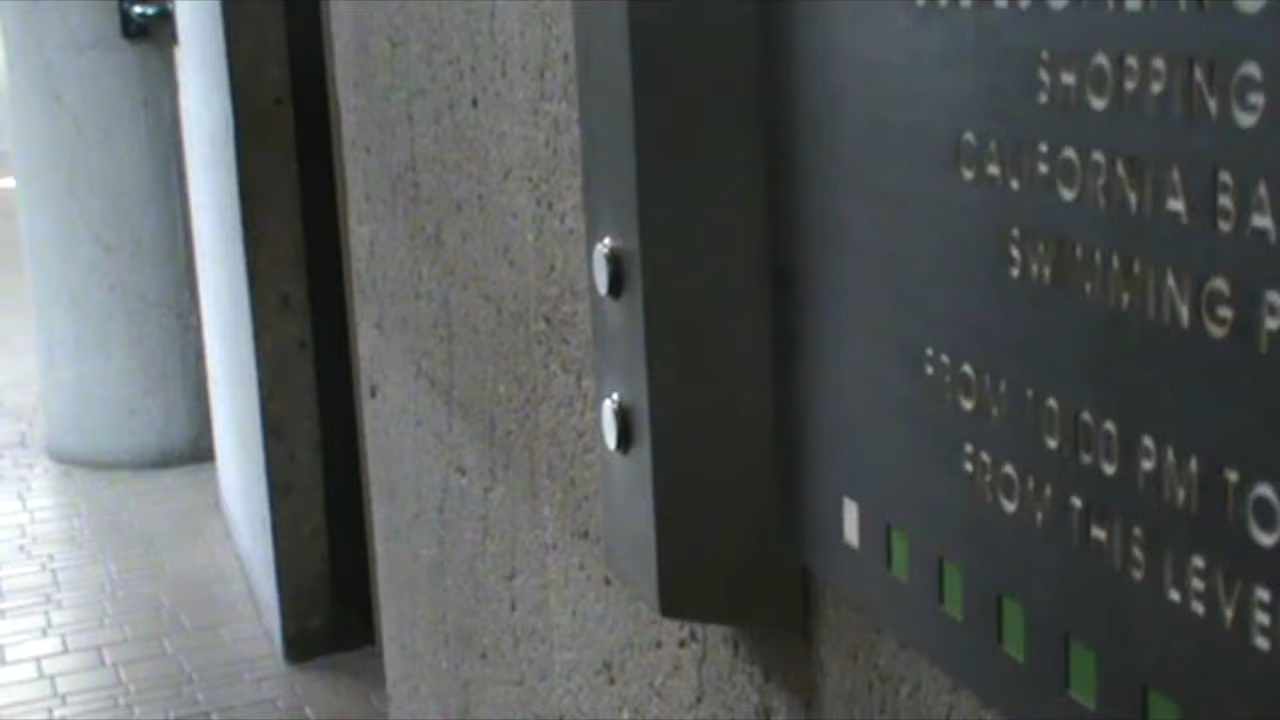 SHOPPING
CALIFORNIA BA
SWIMMING P
FROM 10:00 PM TO
FROM THIS LEVE